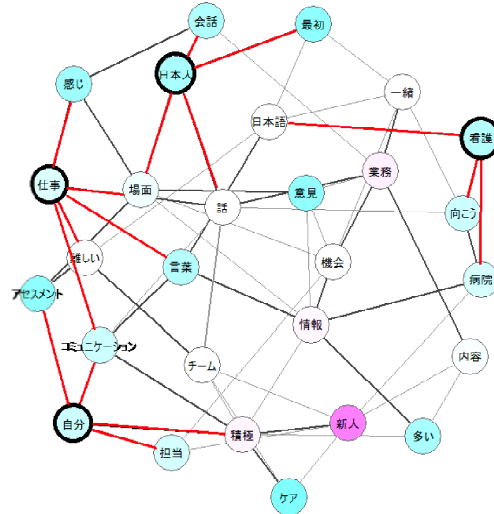 会話
最初
日本人
感じ
一緒
日本語
看護
業務
仕事
場面
意見
話
向こう
難しい
言葉
機会
病院
アセスメント
情報
コミュニケーション
内容
チーム
自分
新人
積極
多い
担当
ケア